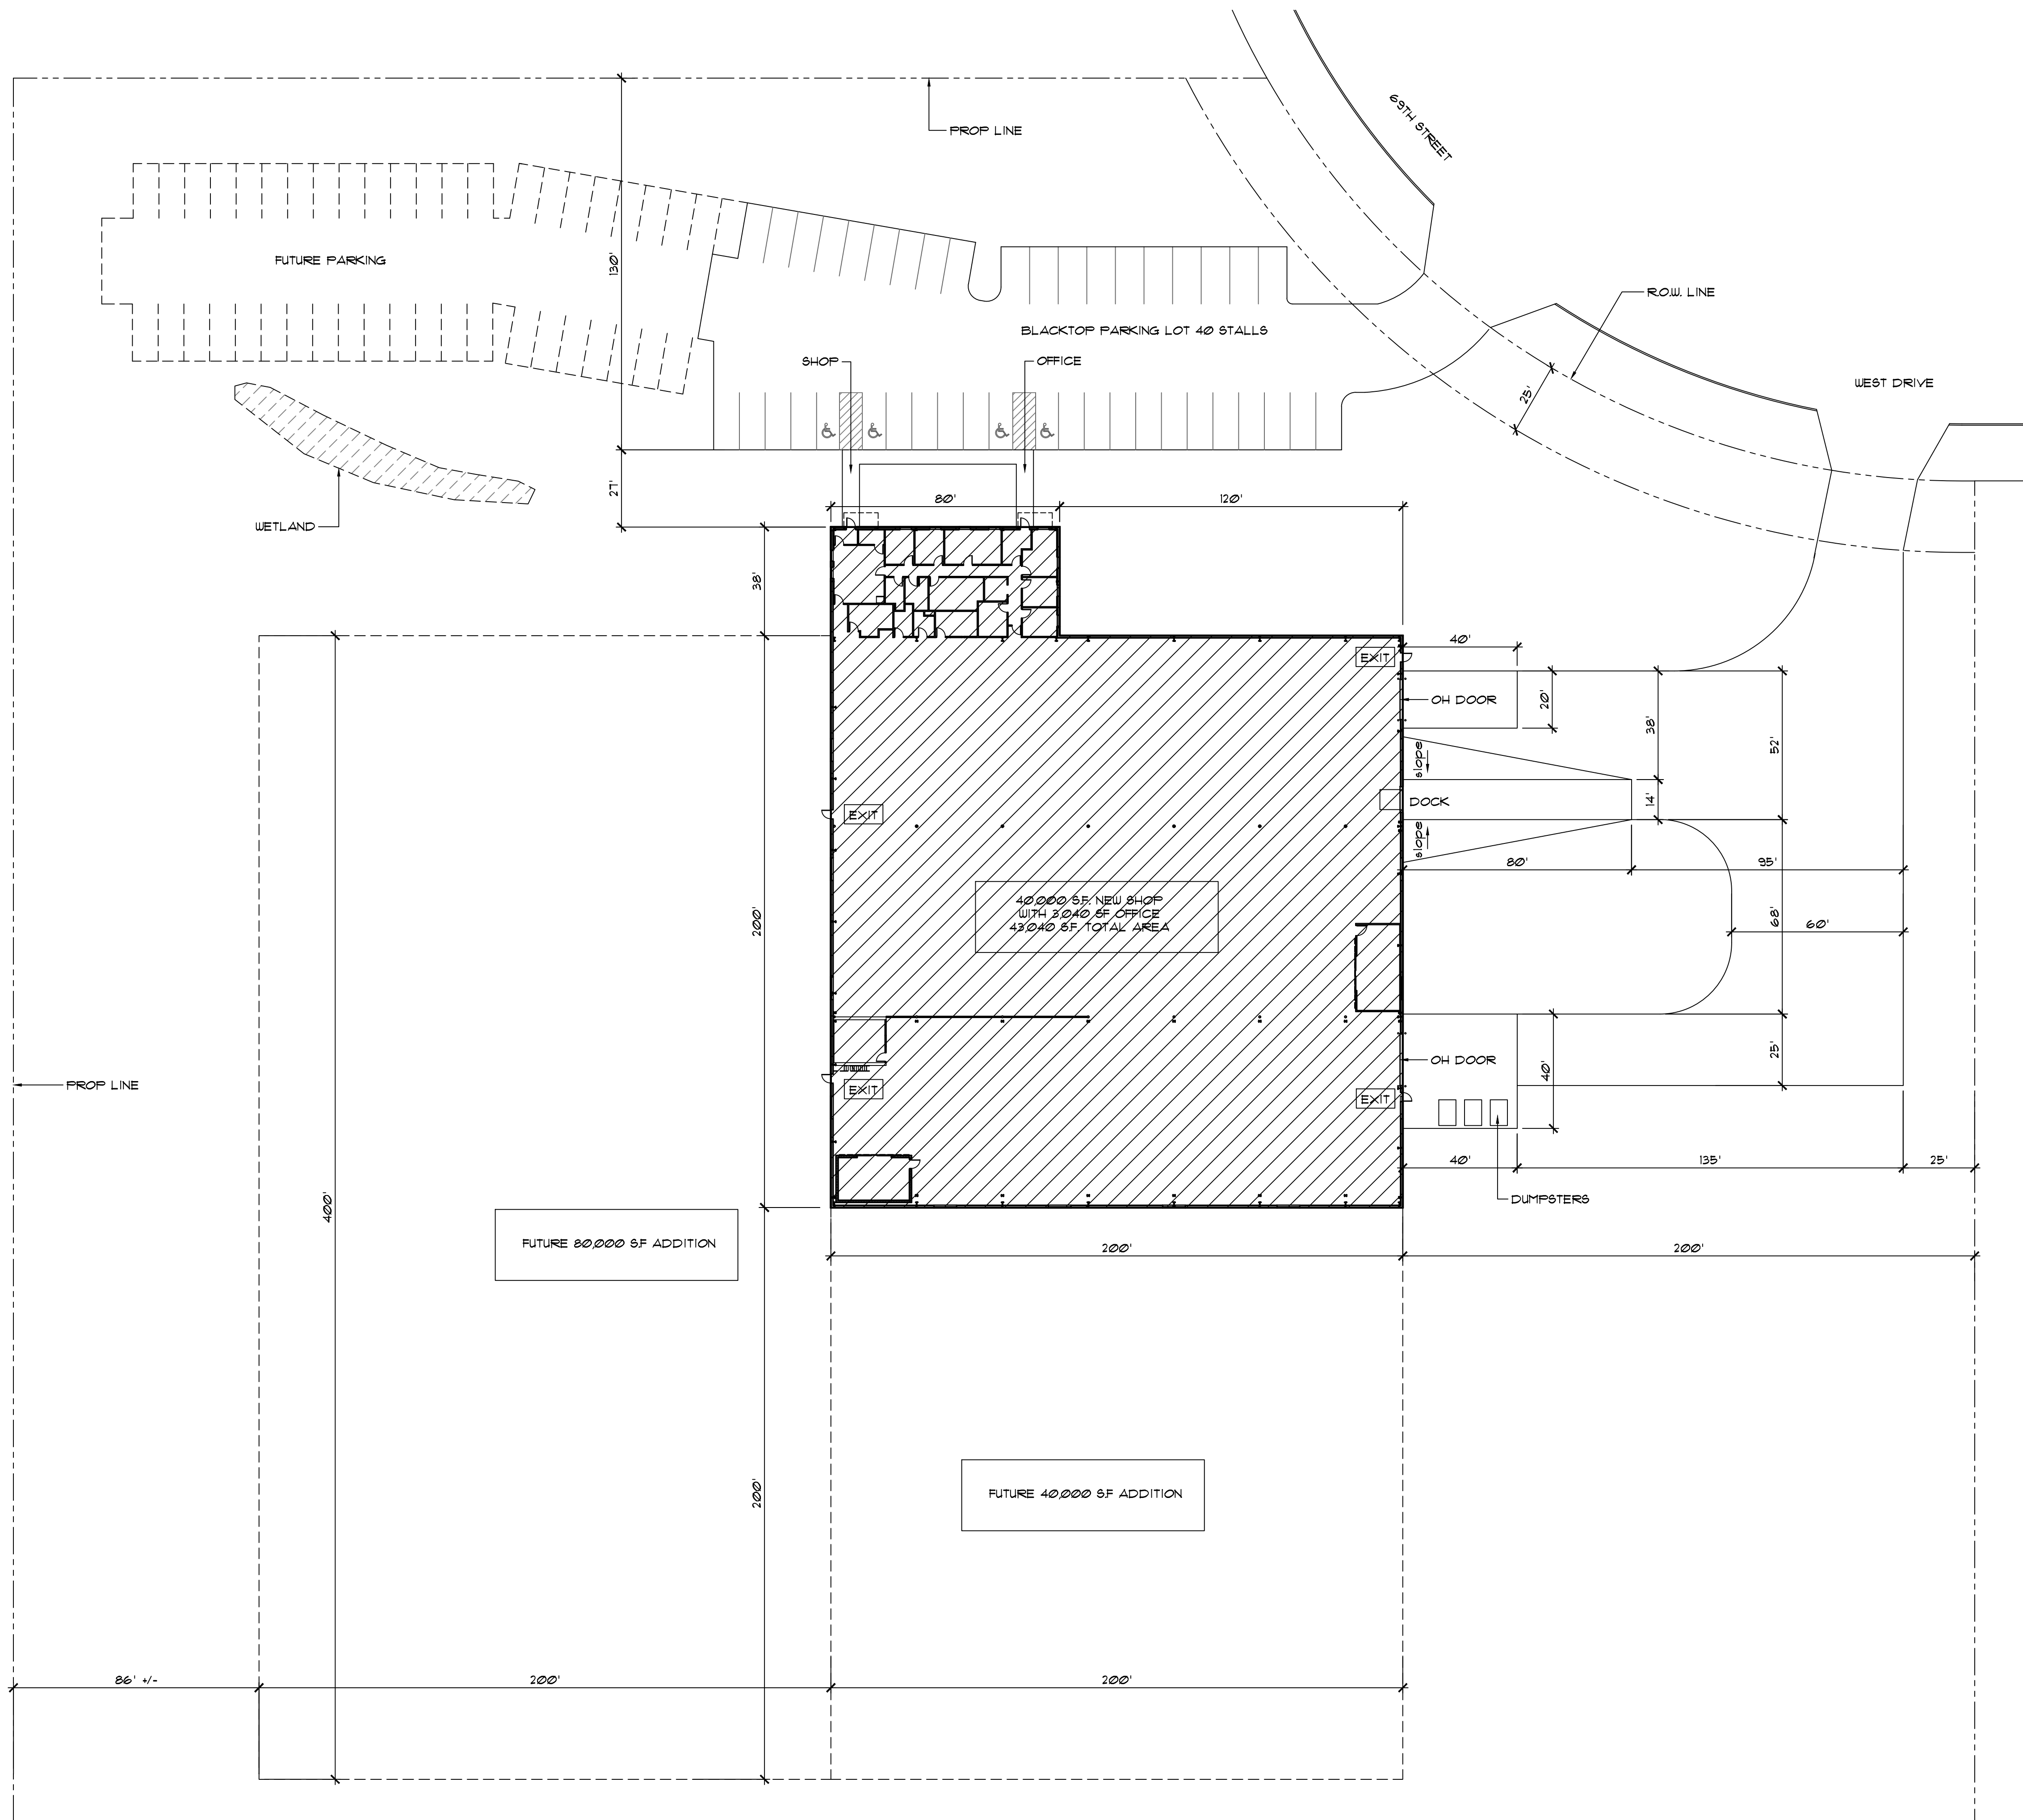 69TH STREET
PROP LINE
FUTURE PARKING
130'
R.O.W. LINE
BLACKTOP PARKING LOT 40 STALLS
SHOP
OFFICE
WEST DRIVE
25'
27'
80'
120'
WETLAND
38'
40'
EXIT
OH DOOR
20'
38'
52'
slope
DOCK
14'
EXIT
slope
80'
95'
40,000 S.F. NEW SHOP
WITH 3,040 SF OFFICE
43,040 S.F. TOTAL AREA
200'
68'
60'
OH DOOR
25'
40'
PROP LINE
EXIT
EXIT
40'
135'
25'
DUMPSTERS
400'
FUTURE 80,000 S.F ADDITION
200'
200'
200'
FUTURE 40,000 S.F ADDITION
86' +/-
200'
200'